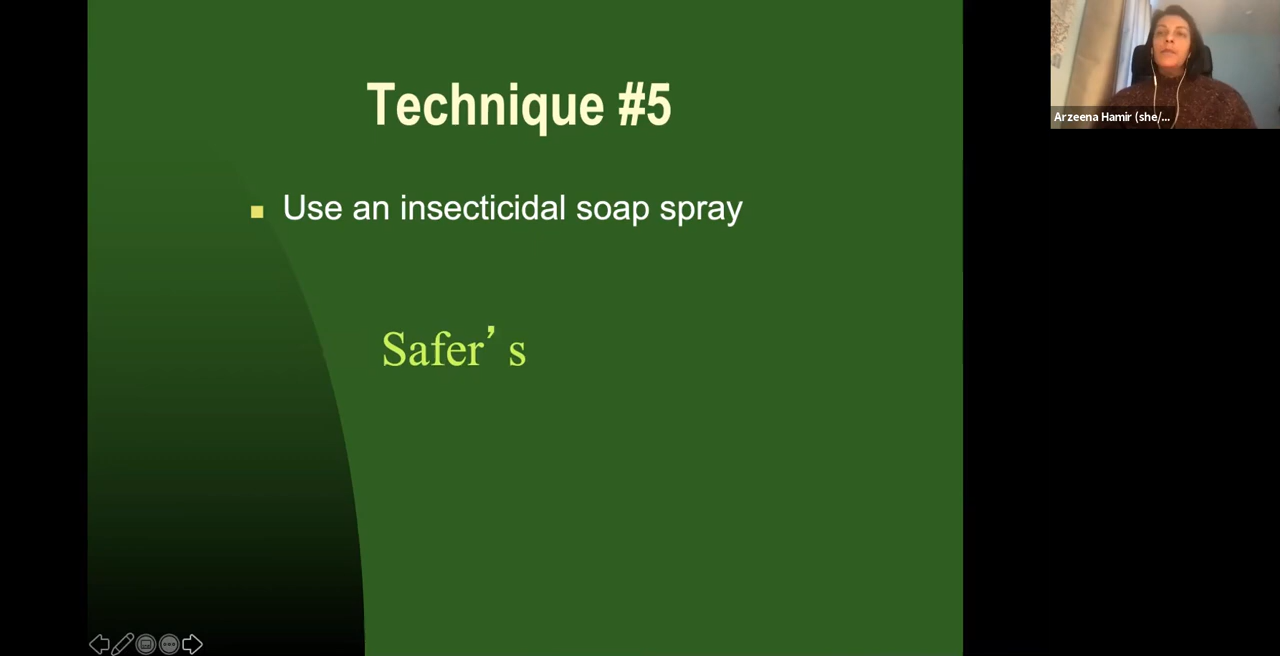 Technique #5
Use an insecticidal soap spray
Safer’ s
Arzeena Hamir (she/...